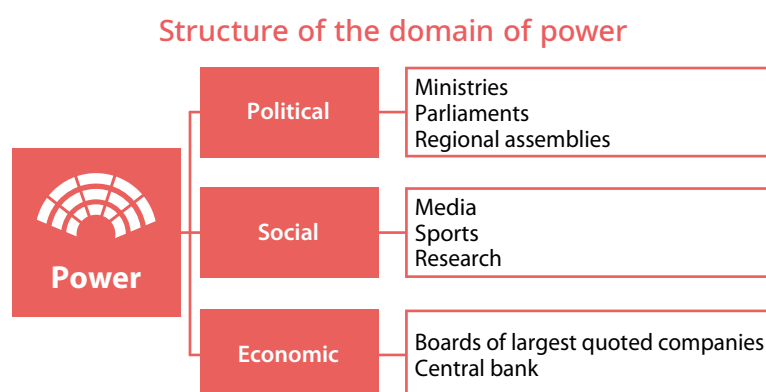 Structure of the domain of power
Power
Political
Ministries
Parliaments
Regional assemblies
Social
Media
Sports
Research
Economic
Boards of largest quoted companies
Central bank